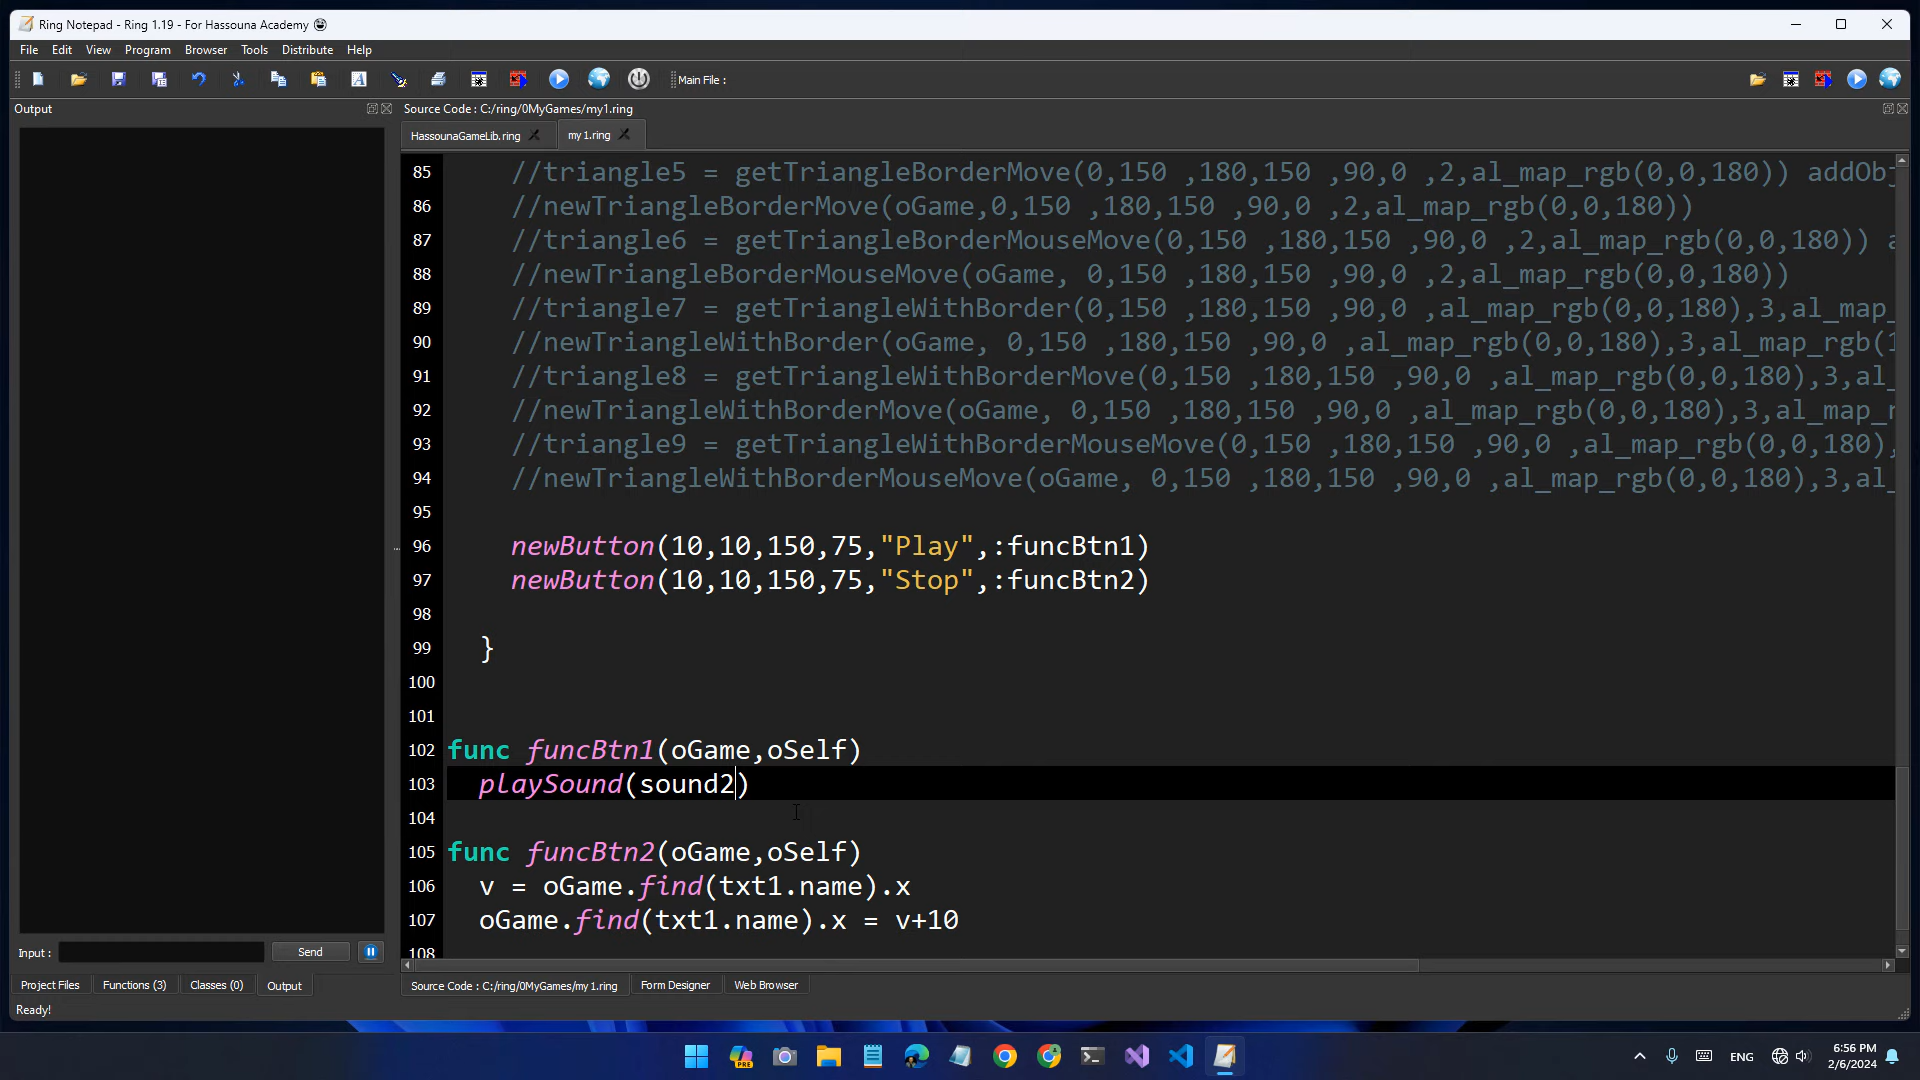 Ring Notepad - Ring 1.19 - For Hassouna Academy 😀
File Edit View Program Browser Tools Distribute Help
Main File :
Output
Source Code : C:/ring/0MyGames/my1.ring
HassounaGameLib.ring
my1.ring
85 //triangle5 = getTriangleBorderMove(0,150 ,180,150 ,90,0 ,2,al_map_rgb(0,0,180)) addObj
86 //newTriangleBorderMove(oGame,0,150 ,180,150 ,90,0 ,2,al_map_rgb(0,0,180))
87 //triangle6 = getTriangleBorderMouseMove(0,150 ,180,150 ,90,0 ,2,al_map_rgb(0,0,180)) a
88 //newTriangleBorderMouseMove(oGame, 0,150 ,180,150 ,90,0 ,2,al_map_rgb(0,0,180))
89 //triangle7 = getTriangleWithBorder(0,150 ,180,150 ,90,0 ,al_map_rgb(0,0,180),3,al_map_
90 //newTriangleWithBorder(oGame, 0,150 ,180,150 ,90,0 ,al_map_rgb(0,0,180),3,al_map_rgb(1
91 //triangle8 = getTriangleWithBorderMove(0,150 ,180,150 ,90,0 ,al_map_rgb(0,0,180),3,al_
92 //newTriangleWithBorderMove(oGame, 0,150 ,180,150 ,90,0 ,al_map_rgb(0,0,180),3,al_map_r
93 //triangle9 = getTriangleWithBorderMouseMove(0,150 ,180,150 ,90,0 ,al_map_rgb(0,0,180),
94 //newTriangleWithBorderMouseMove(oGame, 0,150 ,180,150 ,90,0 ,al_map_rgb(0,0,180),3,al_
95
96 newButton(10,10,150,75,"Play",:funcBtn1)
97 newButton(10,10,150,75,"Stop",:funcBtn2)
98
99 }
100
101
102 func funcBtn1(oGame,oSelf)
103 playSound(sound2)
104
105 func funcBtn2(oGame,oSelf)
106 v = oGame.find(txt1.name).x
107 oGame.find(txt1.name).x = v+10
108
Input : Send
Project Files Functions (3) Classes (0) Output
Source Code : C:/ring/0MyGames/my1.ring Form Designer Web Browser
Ready!
PRE
ENG
6:56 PM
2/6/2024